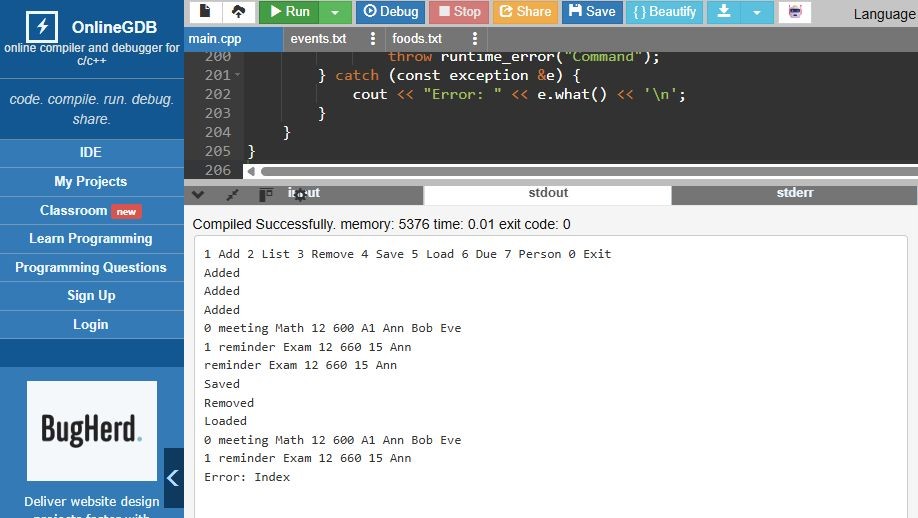 OnlineGDB
online compiler and debugger for
c/c++
code. compile. run. debug.
share.
IDE
My Projects
Classroom new
Learn Programming
Programming Questions
Sign Up
Login
BugHerd.
Deliver website design
projects faster with
Run Debug Stop Share Save { } Beautify Language
main.cpp events.txt foods.txt
200 throw runtime_error("Command");
201 } catch (const exception &e) {
202 cout << "Error: " << e.what() << '\n';
203 }
204 }
205 }
206
input stdout stderr
Compiled Successfully. memory: 5376 time: 0.01 exit code: 0
1 Add 2 List 3 Remove 4 Save 5 Load 6 Due 7 Person 0 Exit
Added
Added
Added
0 meeting Math 12 600 A1 Ann Bob Eve
1 reminder Exam 12 660 15 Ann
reminder Exam 12 660 15 Ann
Saved
Removed
Loaded
0 meeting Math 12 600 A1 Ann Bob Eve
1 reminder Exam 12 660 15 Ann
Error: Index